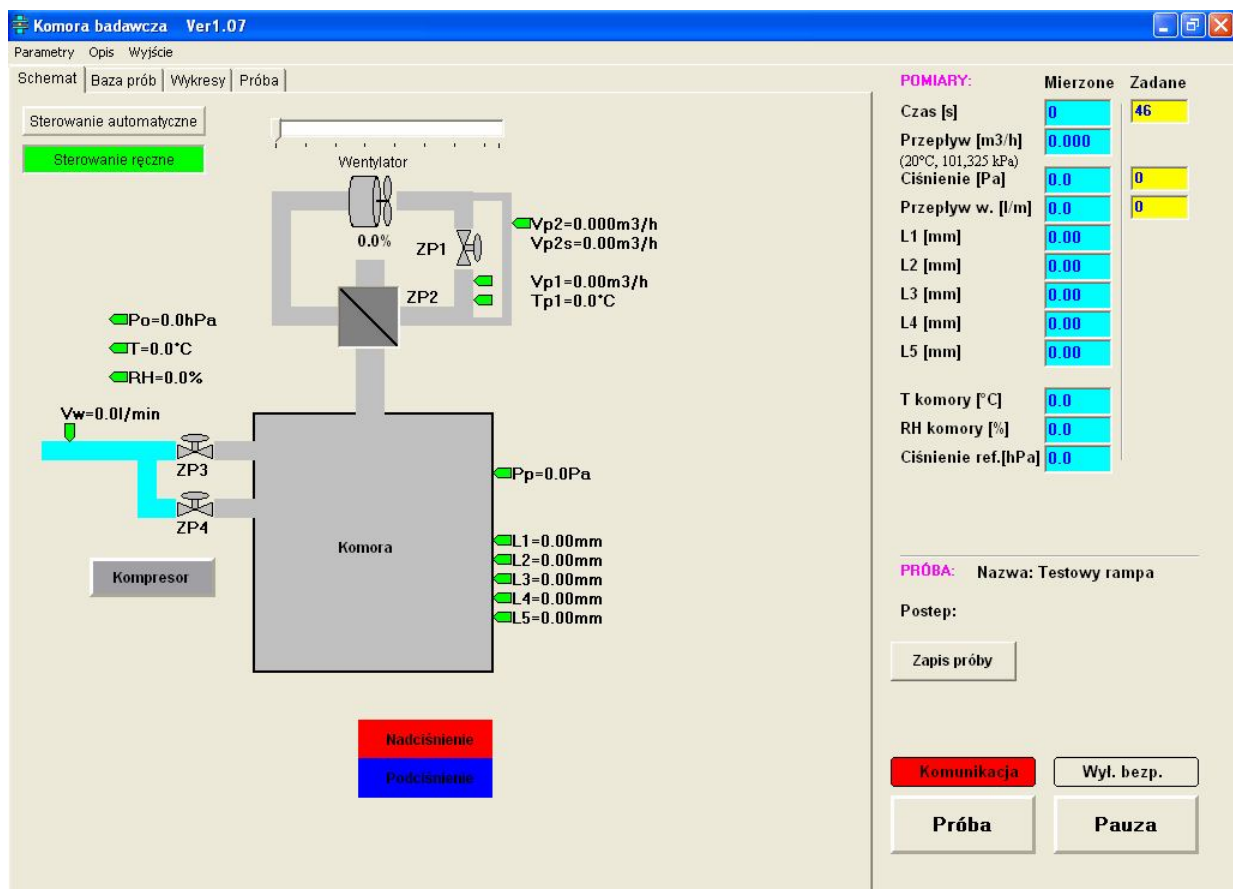 Komora badawcza Ver1.07
Parametry Opis Wyjście
Schemat Baza prób Wykresy Próba
Sterowanie automatyczne
Sterowanie ręczne
Wentylator
0.0%
ZP1
ZP2
Vp2=0.000m3/h
Vp2s=0.00m3/h
Vp1=0.00m3/h
Tp1=0.0°C
Po=0.0hPa
T=0.0°C
RH=0.0%
Vw=0.0l/min
ZP3
ZP4
Kompresor
Komora
Pp=0.0Pa
L1=0.00mm
L2=0.00mm
L3=0.00mm
L4=0.00mm
L5=0.00mm
Nadciśnienie
Podciśnienie
POMIARY: Mierzone Zadane
Czas [s] 0 46
Przepływ [m3/h] 0.000
(20°C, 101,325 kPa)
Ciśnienie [Pa] 0.0 0
Przepływ w. [l/m] 0.0 0
L1 [mm] 0.00
L2 [mm] 0.00
L3 [mm] 0.00
L4 [mm] 0.00
L5 [mm] 0.00
T komory [°C] 0.0
RH komory [%] 0.0
Ciśnienie ref.[hPa] 0.0
PRÓBA: Nazwa: Testowy rampa
Postep:
Zapis próby
Komunikacja Wył. bezp.
Próba Pauza